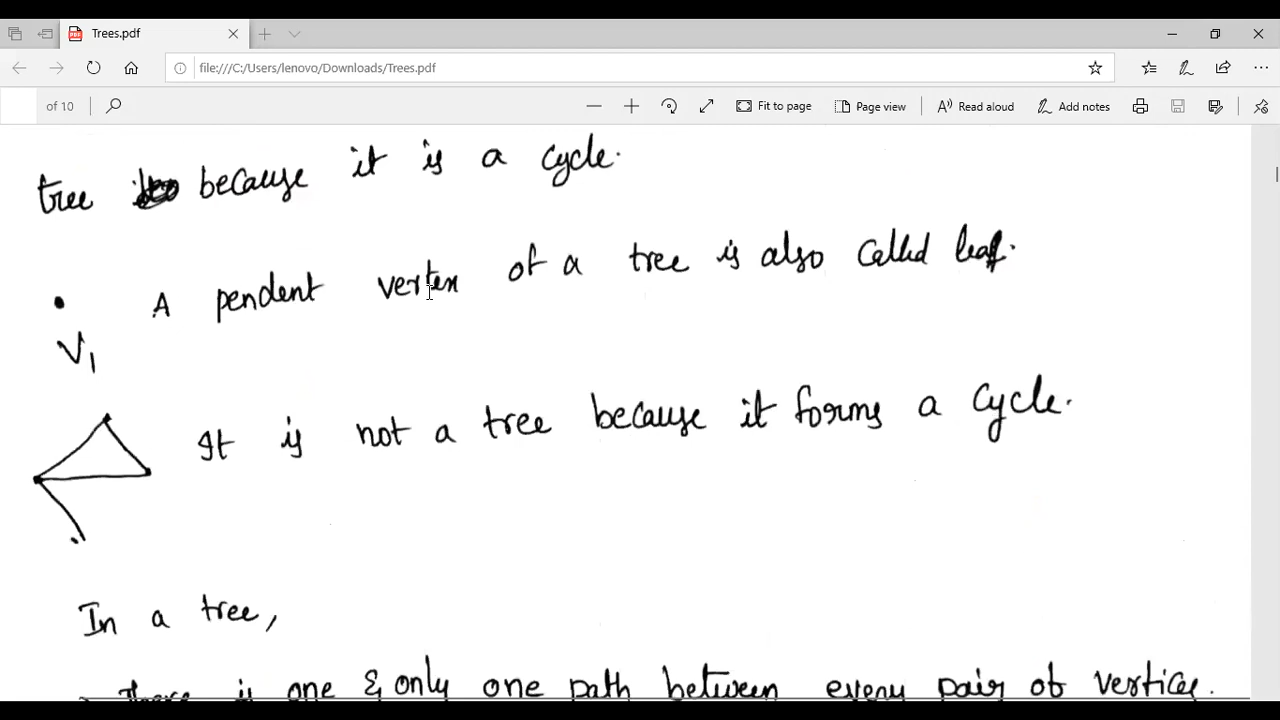 Trees.pdf
file:///C:/Users/lenovo/Downloads/Trees.pdf
of 10
Fit to page
Page view
Read aloud
Add notes
tree because it is a cycle.
A pendent vertex of a tree is also called leaf.
V1
It is not a tree because it forms a cycle.
In a tree,
There is one & only one path between every pair of vertices.